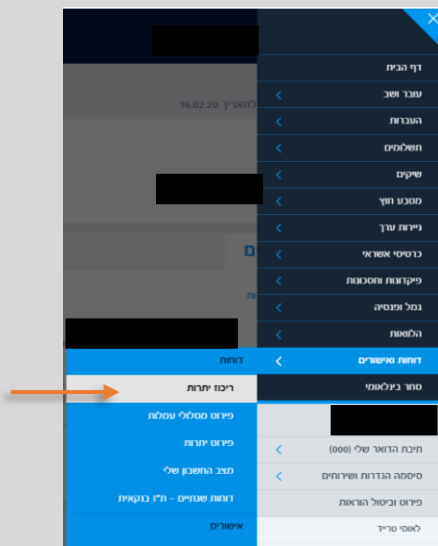 דף הבית
עובר ושב
לתאריך 16.02.20
העברות
תשלומים
שיקים
מטבע חוץ
ניירות ערך
ם
כרטיסי אשראי
פיקדונות וחסכונות
גמל ופנסיה
הלוואות
דוחות ואישורים
דוחות
סחר בינלאומי
ריכוז יתרות
פירוט מסלולי עמלות
פירוט יתרות
תיבת הדואר שלי (000)
מצב החשבון שלי
סיסמה הגדרות ושירותים
דוחות שנתיים - ת"ז בנקאית
פירוט וביטול הוראות
אישורים
לאומי טרייד